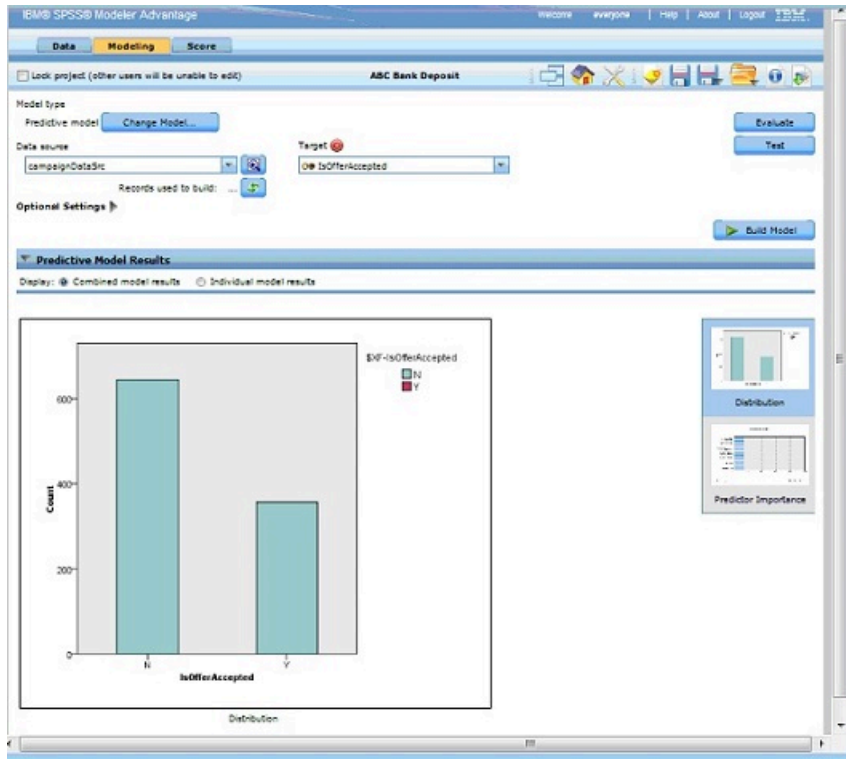 IBM® SPSS® Modeler Advantage
Welcome everyone | Help | About | Logout IBM.
Data Modeling Score
Lock project (other users will be unable to edit) ABC Bank Deposit
Model type
Predictive model Change Model...
Evaluate
Data source Target
Test
campaignDataSrc IsOfferAccepted
Records used to build: ...
Optional Settings
Build Model
Predictive Model Results
Display: Combined model results Individual model results
$XF-IsOfferAccepted
N
Y
600
400
200
0
Count
N Y
IsOfferAccepted
Distribution
Distribution
Predictor Importance